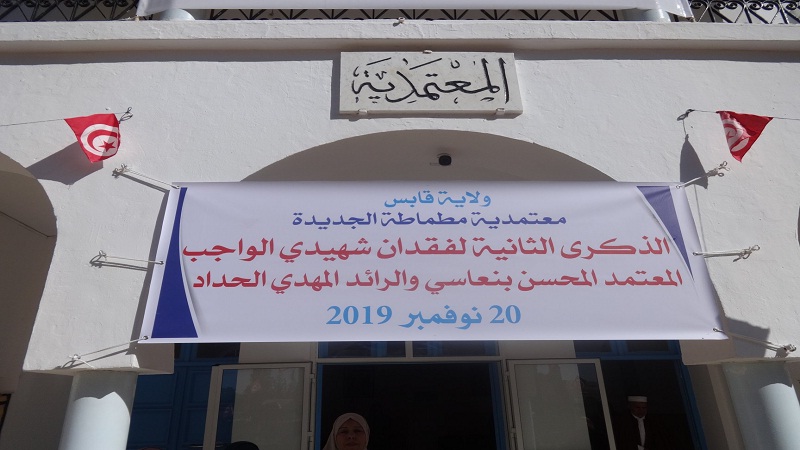 المعتمدية
ولاية قابس
معتمدية مطماطة الجديدة
الذكرى الثانية لفقدان شهيدي الواجب
المعتمد المحسن بنعاسي والرائد المهدي الحداد
20 نوفمبر 2019